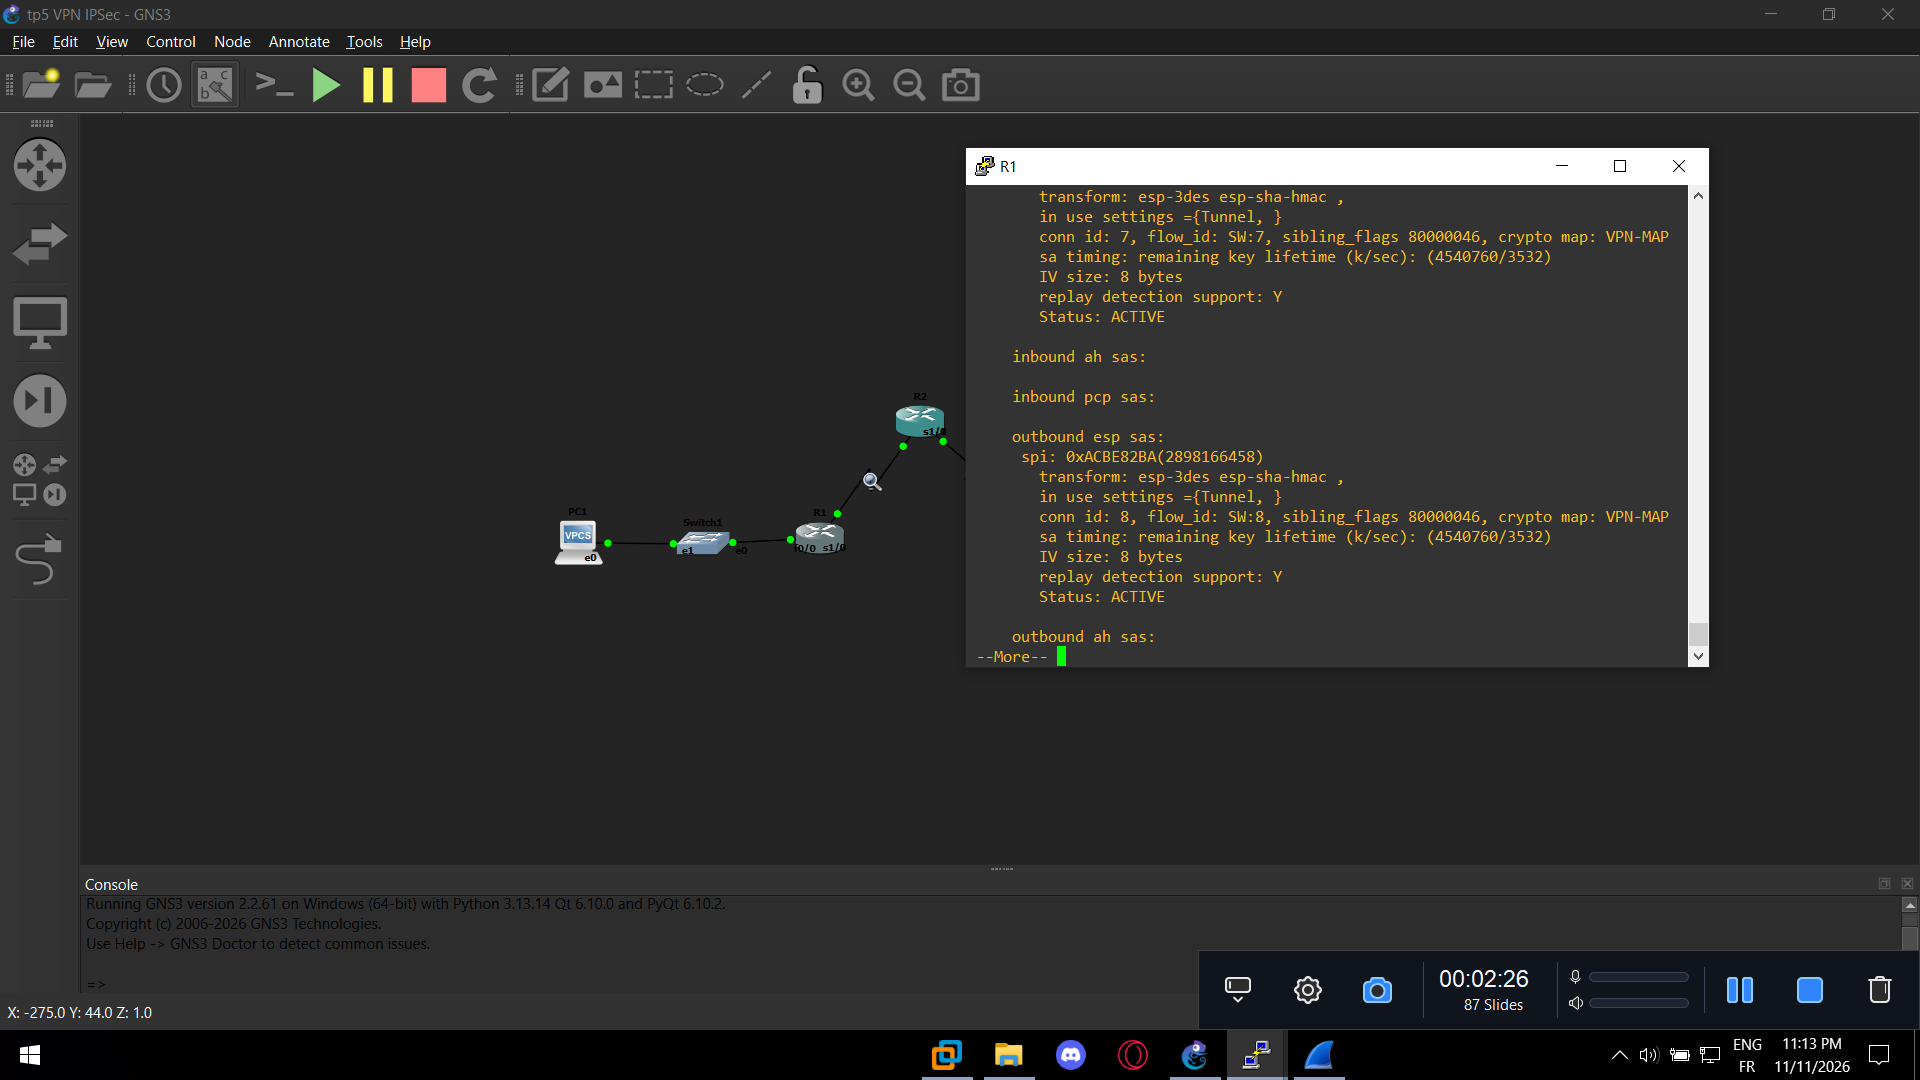 tp5 VPN IPSec - GNS3
File Edit View Control Node Annotate Tools Help
a c
b
R1
transform: esp-3des esp-sha-hmac ,
in use settings ={Tunnel, }
conn id: 7, flow_id: SW:7, sibling_flags 80000046, crypto map: VPN-MAP
sa timing: remaining key lifetime (k/sec): (4540760/3532)
IV size: 8 bytes
replay detection support: Y
Status: ACTIVE
inbound ah sas:
inbound pcp sas:
outbound esp sas:
spi: 0xACBE82BA(2898166458)
transform: esp-3des esp-sha-hmac ,
in use settings ={Tunnel, }
conn id: 8, flow_id: SW:8, sibling_flags 80000046, crypto map: VPN-MAP
sa timing: remaining key lifetime (k/sec): (4540760/3532)
IV size: 8 bytes
replay detection support: Y
Status: ACTIVE
outbound ah sas:
--More--
R2
s1/
PC1
VPCS
e0
Switch1
e1
e0
R1
f0/0 s1/0
Console
Running GNS3 version 2.2.61 on Windows (64-bit) with Python 3.13.14 Qt 6.10.0 and PyQt 6.10.2.
Copyright (c) 2006-2026 GNS3 Technologies.
Use Help -> GNS3 Doctor to detect common issues.
=>
X: -275.0 Y: 44.0 Z: 1.0
00:02:26
87 Slides
ENG
FR
11:13 PM
11/11/2026